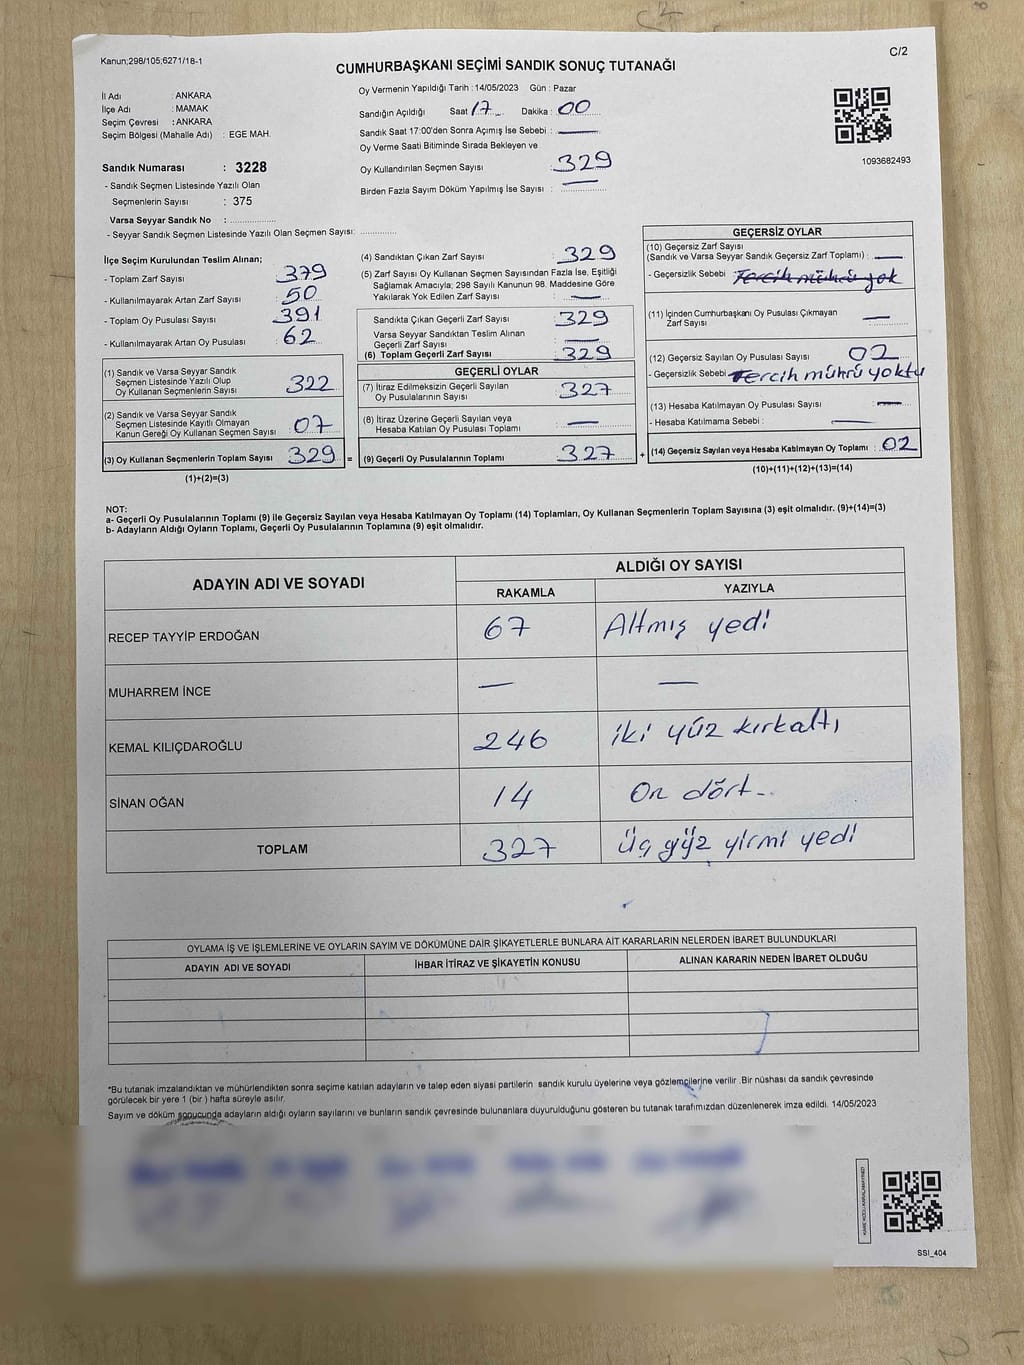 Kanun;298/105;6271/18-1
C/2
CUMHURBAŞKANI SEÇİMİ SANDIK SONUÇ TUTANAĞI
İl Adı : ANKARA
İlçe Adı : MAMAK
Seçim Çevresi : ANKARA
Seçim Bölgesi (Mahalle Adı) : EGE MAH.
Sandık Numarası : 3228
- Sandık Seçmen Listesinde Yazılı Olan
Seçmenlerin Sayısı : 375
Varsa Seyyar Sandık No : ....................
- Seyyar Sandık Seçmen Listesinde Yazılı Olan Seçmen Sayısı: ..............
Oy Vermenin Yapıldığı Tarih : 14/05/2023 Gün : Pazar
Sandığın Açıldığı Saat 17 Dakika : 00
Sandık Saat 17:00'den Sonra Açımış İse Sebebi : —
Oy Verme Saati Bitiminde Sırada Bekleyen ve
Oy Kullandırılan Seçmen Sayısı : 329
Birden Fazla Sayım Döküm Yapılmış İse Sayısı : —
1093682493
İlçe Seçim Kurulundan Teslim Alınan;
- Toplam Zarf Sayısı : 379
- Kullanılmayarak Artan Zarf Sayısı : 50
- Toplam Oy Pusulası Sayısı : 391
- Kullanılmayarak Artan Oy Pusulası : 62
(1) Sandık ve Varsa Seyyar Sandık
Seçmen Listesinde Yazılı Olup
Oy Kullanan Seçmenlerin Sayısı : 322
(2) Sandık ve Varsa Seyyar Sandık
Seçmen Listesinde Kayıtlı Olmayan
Kanun Gereği Oy Kullanan Seçmen Sayısı : 07
(3) Oy Kullanan Seçmenlerin Toplam Sayısı : 329 =
(1)+(2)=(3)
(4) Sandıktan Çıkan Zarf Sayısı : 329
(5) Zarf Sayısı Oy Kullanan Seçmen Sayısından Fazla İse, Eşitliği
Sağlamak Amacıyla; 298 Sayılı Kanunun 98. Maddesine Göre
Yakılarak Yok Edilen Zarf Sayısı : —
Sandıkta Çıkan Geçerli Zarf Sayısı : 329
Varsa Seyyar Sandıktan Teslim Alınan
Geçerli Zarf Sayısı : —
(6) Toplam Geçerli Zarf Sayısı : 329
GEÇERLİ OYLAR
(7) İtiraz Edilmeksizin Geçerli Sayılan
Oy Pusulalarının Sayısı : 327
(8) İtiraz Üzerine Geçerli Sayılan veya
Hesaba Katılan Oy Pusulası Toplamı : —
(9) Geçerli Oy Pusulalarının Toplamı : 327 +
GEÇERSİZ OYLAR
(10) Geçersiz Zarf Sayısı
(Sandık ve Varsa Seyyar Sandık Geçersiz Zarf Toplamı) : —
- Geçersizlik Sebebi : Tercih mührü yok
(11) İçinden Cumhurbaşkanı Oy Pusulası Çıkmayan
Zarf Sayısı : —
(12) Geçersiz Sayılan Oy Pusulası Sayısı : 02
- Geçersizlik Sebebi : Tercih mührü yoktu
(13) Hesaba Katılmayan Oy Pusulası Sayısı : —
- Hesaba Katılmama Sebebi : —
(14) Geçersiz Sayılan veya Hesaba Katılmayan Oy Toplamı : 02
(10)+(11)+(12)+(13)=(14)
NOT:
a- Geçerli Oy Pusulalarının Toplamı (9) ile Geçersiz Sayılan veya Hesaba Katılmayan Oy Toplamı (14) Toplamları, Oy Kullanan Seçmenlerin Toplam Sayısına (3) eşit olmalıdır. (9)+(14)=(3)
b- Adayların Aldığı Oyların Toplamı, Geçerli Oy Pusulalarının Toplamına (9) eşit olmalıdır.
ADAYIN ADI VE SOYADI
ALDIĞI OY SAYISI
RAKAMLA YAZIYLA
RECEP TAYYİP ERDOĞAN 67 Altmış yedi
MUHARREM İNCE — —
KEMAL KILIÇDAROĞLU 246 iki yüz kırkaltı
SİNAN OĞAN 14 On dört-
TOPLAM 327 üç yüz yirmi yedi
OYLAMA İŞ VE İŞLEMLERİNE VE OYLARIN SAYIM VE DÖKÜMÜNE DAİR ŞİKAYETLERLE BUNLARA AİT KARARLARIN NELERDEN İBARET BULUNDUKLARI
ADAYIN ADI VE SOYADI İHBAR İTİRAZ VE ŞİKAYETİN KONUSU ALINAN KARARIN NEDEN İBARET OLDUĞU
*Bu tutanak imzalandıktan ve mühürlendikten sonra seçime katılan adayların ve talep eden siyasi partilerin sandık kurulu üyelerine veya gözlemçilerine verilir .Bir nüshası da sandık çevresinde
görülecek bir yere 1 (bir ) hafta süreyle asılır.
Sayım ve döküm sonucunda adayların aldığı oyların sayılarını ve bunların sandık çevresinde bulunanlara duyurulduğunu gösteren bu tutanak tarafımızdan düzenlenerek imza edildi. 14/05/2023
SSI_404